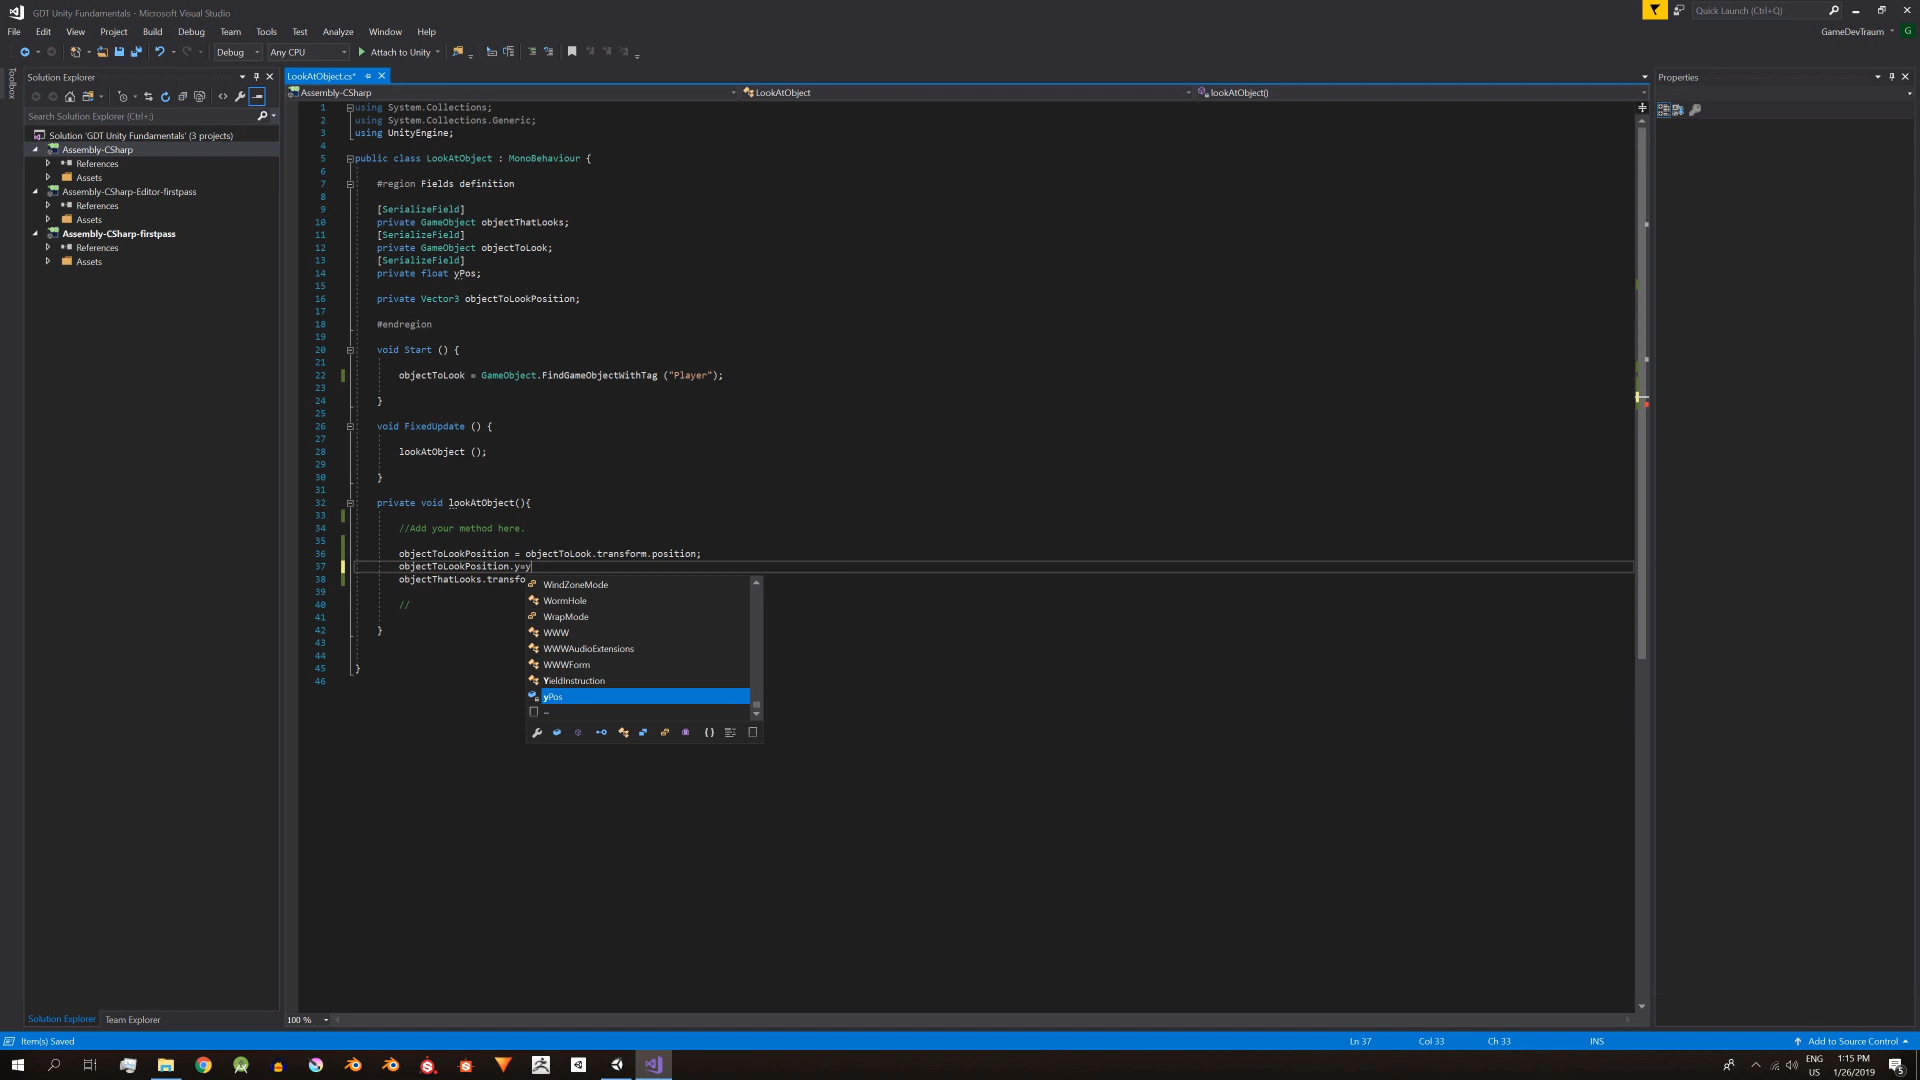 GDT Unity Fundamentals - Microsoft Visual Studio
Quick Launch (Ctrl+Q)
File Edit View Project Build Debug Team Tools Test Analyze Window Help
GameDevTraum G
Debug Any CPU Attach to Unity
Toolbox
Solution Explorer
LookAtObject.cs*
Properties
Assembly-CSharp LookAtObject lookAtObject()
Search Solution Explorer (Ctrl+;)
Solution 'GDT Unity Fundamentals' (3 projects)
Assembly-CSharp
References
Assets
Assembly-CSharp-Editor-firstpass
References
Assets
Assembly-CSharp-firstpass
References
Assets
1 using System.Collections;
2 using System.Collections.Generic;
3 using UnityEngine;
4
5 public class LookAtObject : MonoBehaviour {
6
7 #region Fields definition
8
9 [SerializeField]
10 private GameObject objectThatLooks;
11 [SerializeField]
12 private GameObject objectToLook;
13 [SerializeField]
14 private float yPos;
15
16 private Vector3 objectToLookPosition;
17
18 #endregion
19
20 void Start () {
21
22 objectToLook = GameObject.FindGameObjectWithTag ("Player");
23
24 }
25
26 void FixedUpdate () {
27
28 lookAtObject ();
29
30 }
31
32 private void lookAtObject(){
33
34 //Add your method here.
35
36 objectToLookPosition = objectToLook.transform.position;
37 objectToLookPosition.y=y
38 objectThatLooks.transfo
39
40 //
41
42 }
43
44
45 }
46
WindZoneMode
WormHole
WrapMode
WWW
WWWAudioExtensions
WWWForm
YieldInstruction
yPos
~
100 %
Solution Explorer Team Explorer
Item(s) Saved Ln 37 Col 33 Ch 33 INS Add to Source Control
ENG 1:15 PM
US 1/26/2019
5